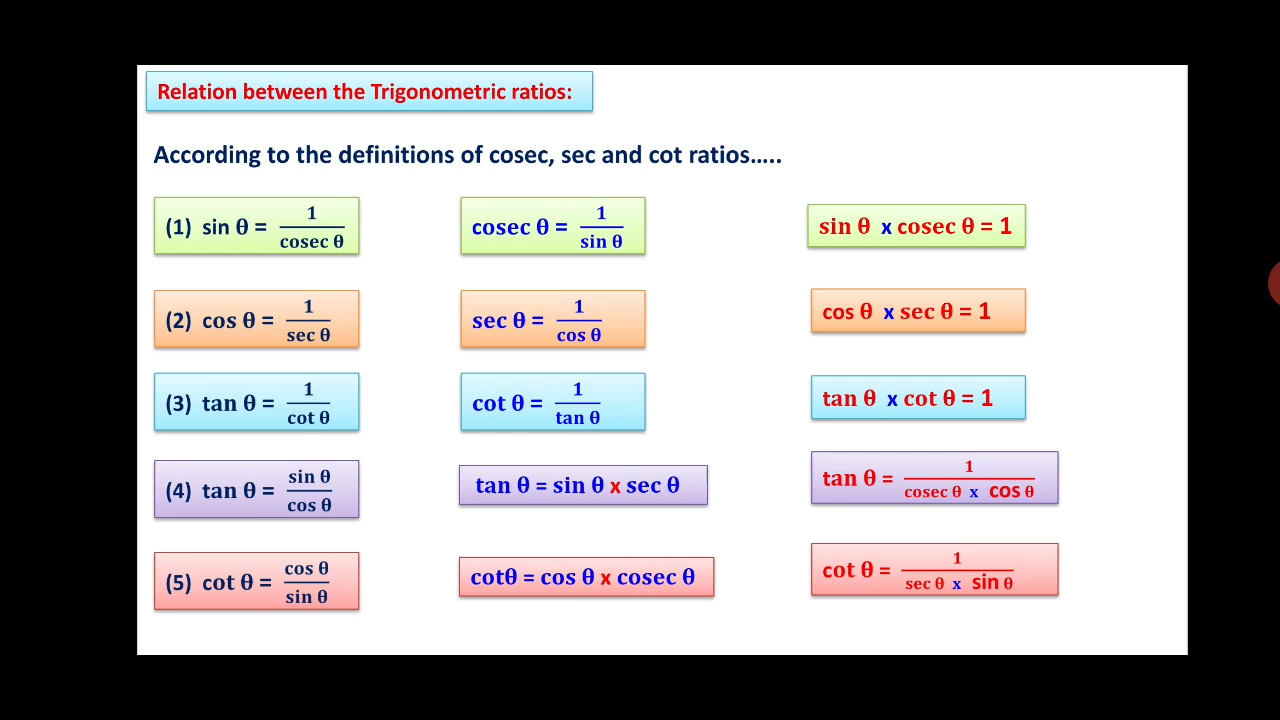 Relation between the Trigonometric ratios:
According to the definitions of cosec, sec and cot ratios.....
(1) sin θ = 1/cosec θ
cosec θ = 1/sin θ
sin θ x cosec θ = 1
(2) cos θ = 1/sec θ
sec θ = 1/cos θ
cos θ x sec θ = 1
(3) tan θ = 1/cot θ
cot θ = 1/tan θ
tan θ x cot θ = 1
(4) tan θ = sin θ/cos θ
tan θ = sin θ x sec θ
tan θ = 1/cosec θ x cos θ
(5) cot θ = cos θ/sin θ
cotθ = cos θ x cosec θ
cot θ = 1/sec θ x sin θ